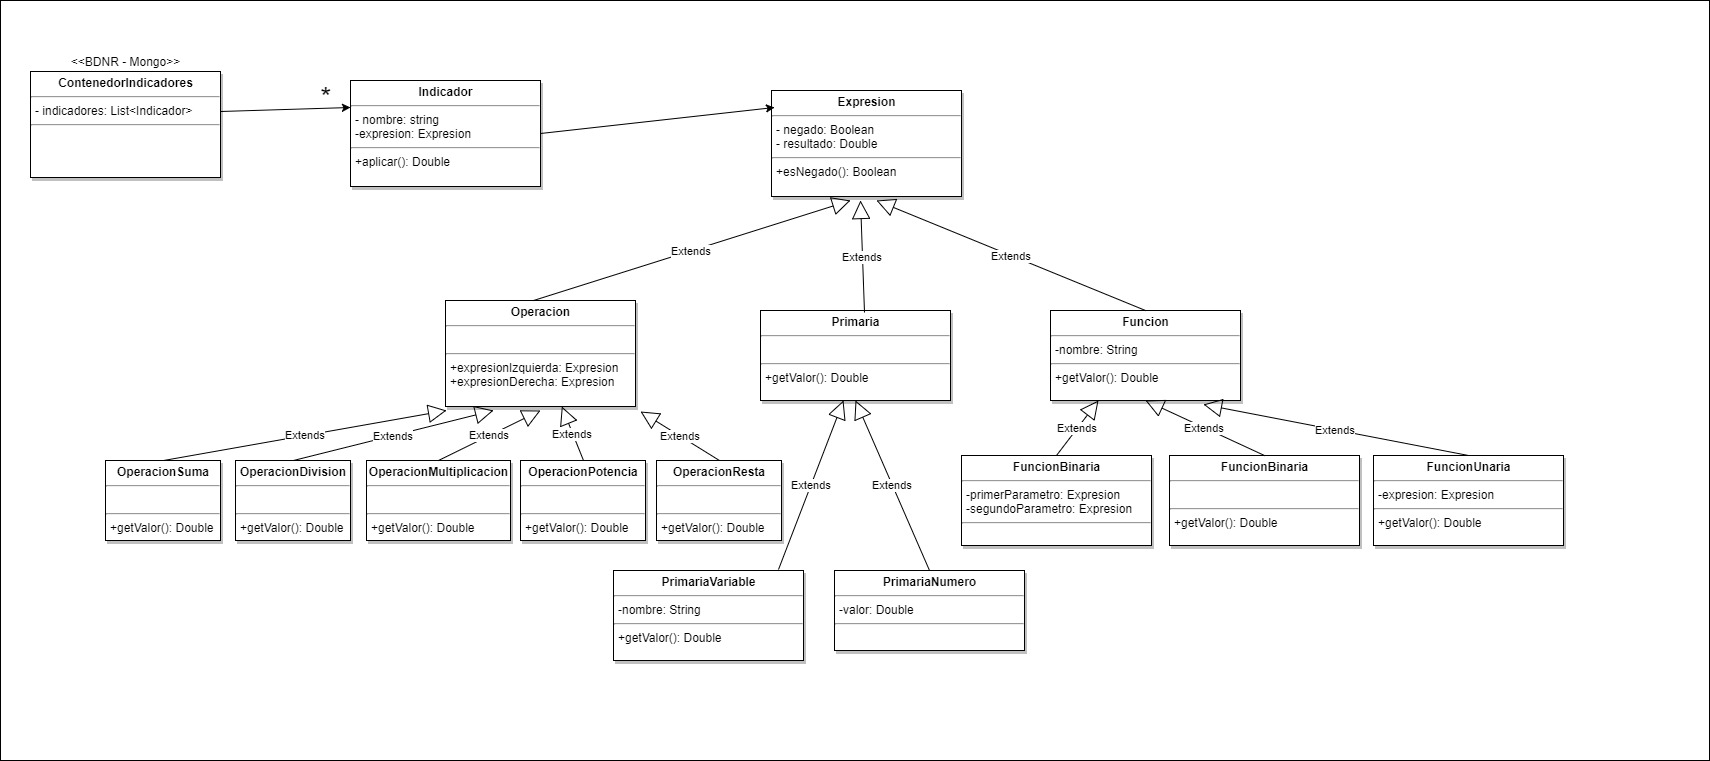 <<BDNR - Mongo>>
ContenedorIndicadores
- indicadores: List<Indicador>
*
Indicador
- nombre: string
-expresion: Expresion
+aplicar(): Double
Expresion
- negado: Boolean
- resultado: Double
+esNegado(): Boolean
Extends
Extends
Extends
Operacion
+expresionIzquierda: Expresion
+expresionDerecha: Expresion
Primaria
+getValor(): Double
Funcion
-nombre: String
+getValor(): Double
Extends
Extends
Extends
Extends
Extends
Extends
Extends
Extends
OperacionSuma
+getValor(): Double
OperacionDivision
+getValor(): Double
OperacionMultiplicacion
+getValor(): Double
OperacionPotencia
+getValor(): Double
OperacionResta
+getValor(): Double
Extends
Extends
FuncionBinaria
-primerParametro: Expresion
-segundoParametro: Expresion
FuncionBinaria
+getValor(): Double
FuncionUnaria
-expresion: Expresion
+getValor(): Double
PrimariaVariable
-nombre: String
+getValor(): Double
PrimariaNumero
-valor: Double